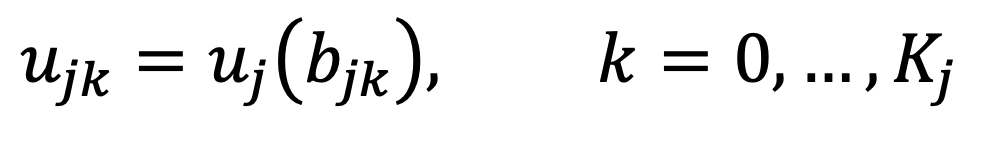 u_{jk} = u_j(b_{jk}),    k = 0, … , K_j